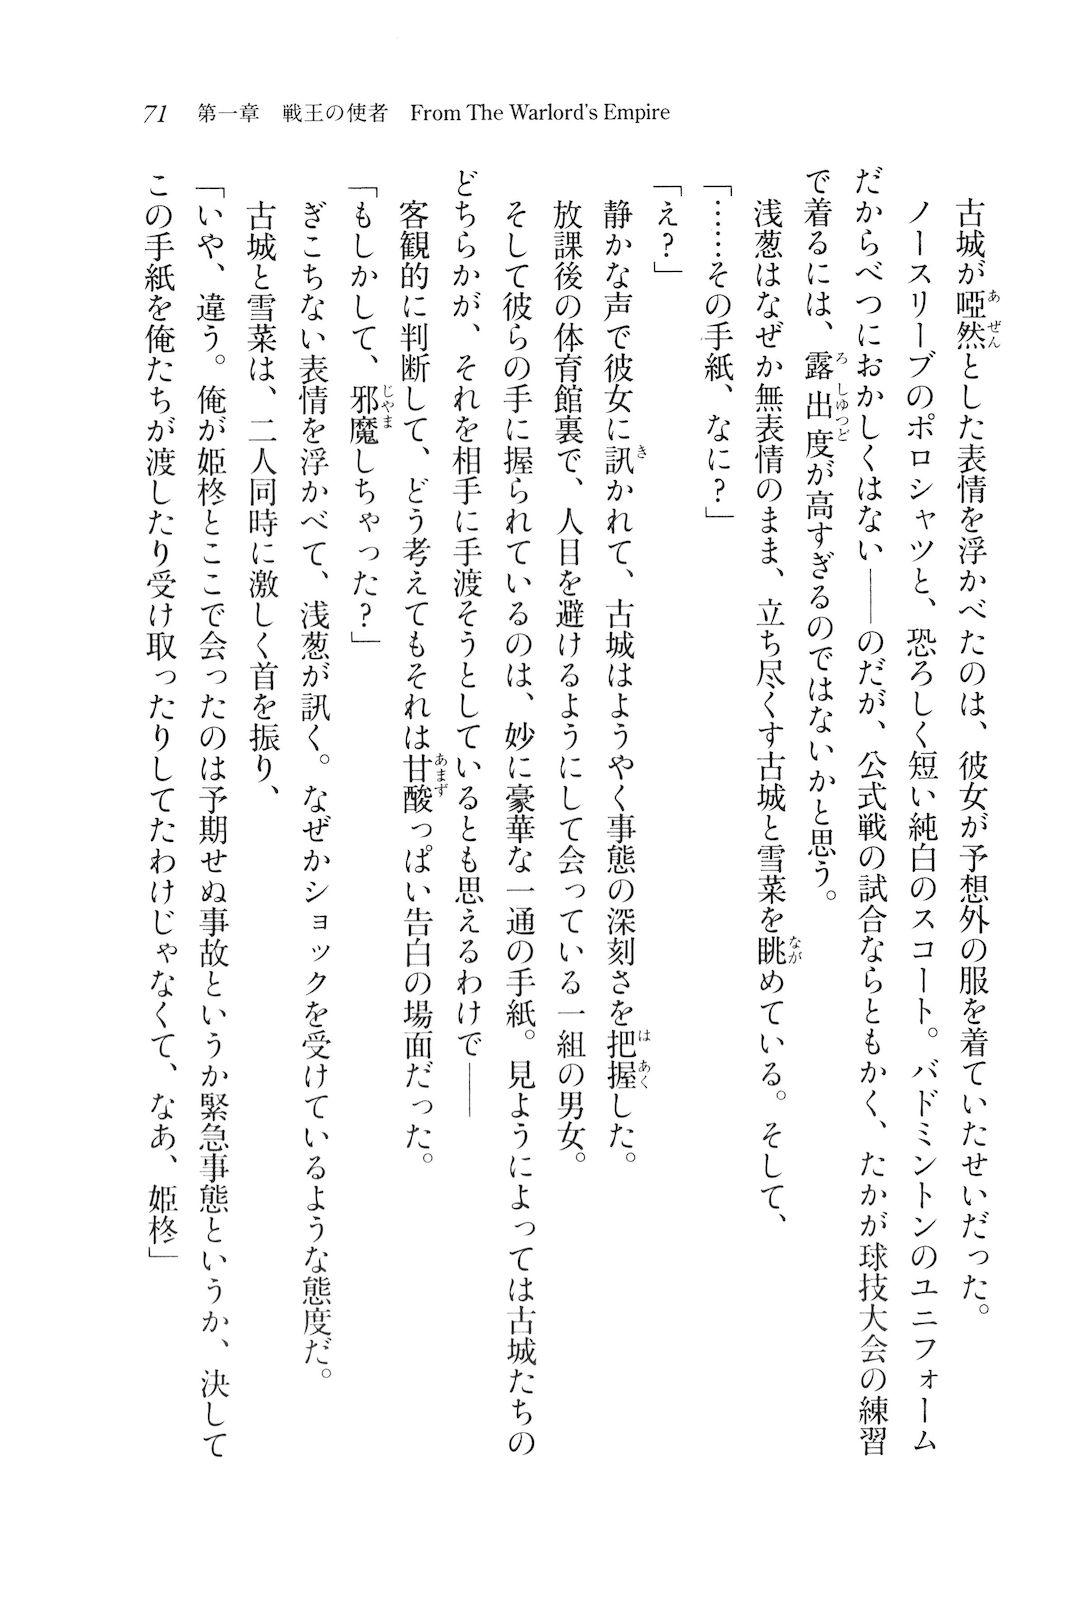 71　第一章　戦王の使者　From The Warlord's Empire
　古城が啞然とした表情を浮かべたのは、彼女が予想外の服を着ていたせいだった。
　ノースリーブのポロシャツと、恐ろしく短い純白のスコート。バドミントンのユニフォーム
だからべつにおかしくはない――のだが、公式戦の試合ならともかく、たかが球技大会の練習
で着るには、露出度が高すぎるのではないかと思う。
　浅葱はなぜか無表情のまま、立ち尽くす古城と雪菜を眺めている。そして、
「……その手紙、なに？」
「え？」
　静かな声で彼女に訊かれて、古城はようやく事態の深刻さを把握した。
　放課後の体育館裏で、人目を避けるようにして会っている一組の男女。
　そして彼らの手に握られているのは、妙に豪華な一通の手紙。見ようによっては古城たちの
どちらかが、それを相手に手渡そうとしているとも思えるわけで――
　客観的に判断して、どう考えてもそれは甘酸っぱい告白の場面だった。
「もしかして、邪魔しちゃった？」
　ぎこちない表情を浮かべて、浅葱が訊く。なぜかショックを受けているような態度だ。
　古城と雪菜は、二人同時に激しく首を振り、
「いや、違う。俺が姫柊とここで会ったのは予期せぬ事故というか緊急事態というか、決して
この手紙を俺たちが渡したり受け取ったりしてたわけじゃなくて、なあ、姫柊」